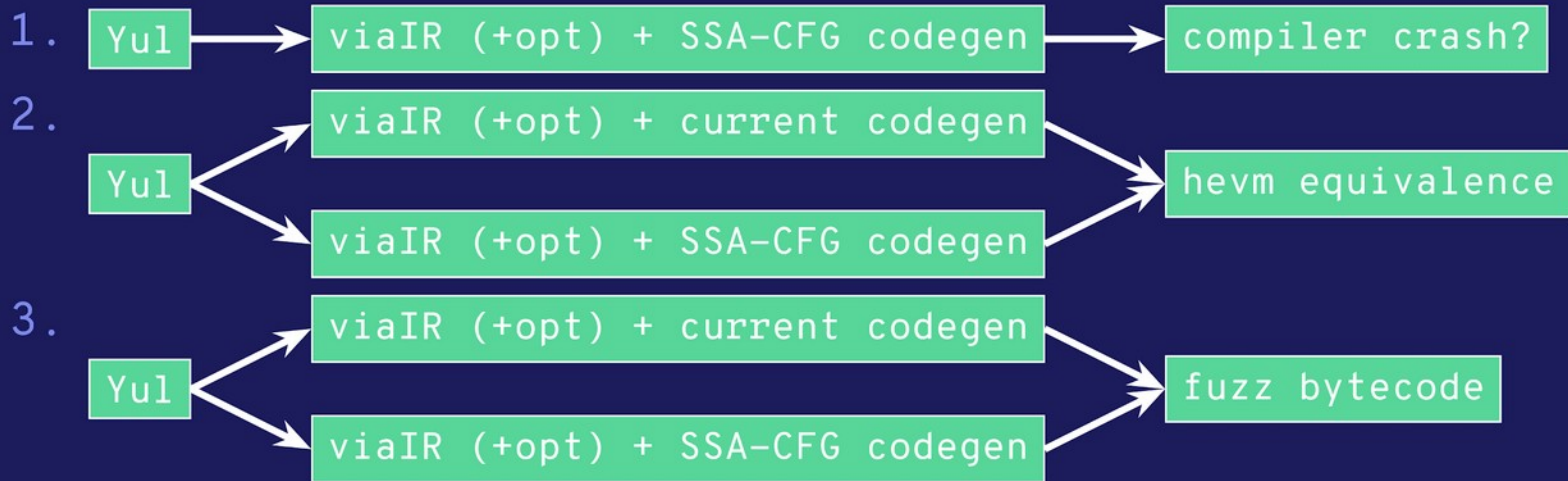 1. Yul viaIR (+opt) + SSA-CFG codegen compiler crash?
2. viaIR (+opt) + current codegen
Yul hevm equivalence
viaIR (+opt) + SSA-CFG codegen
3. viaIR (+opt) + current codegen
Yul fuzz bytecode
viaIR (+opt) + SSA-CFG codegen